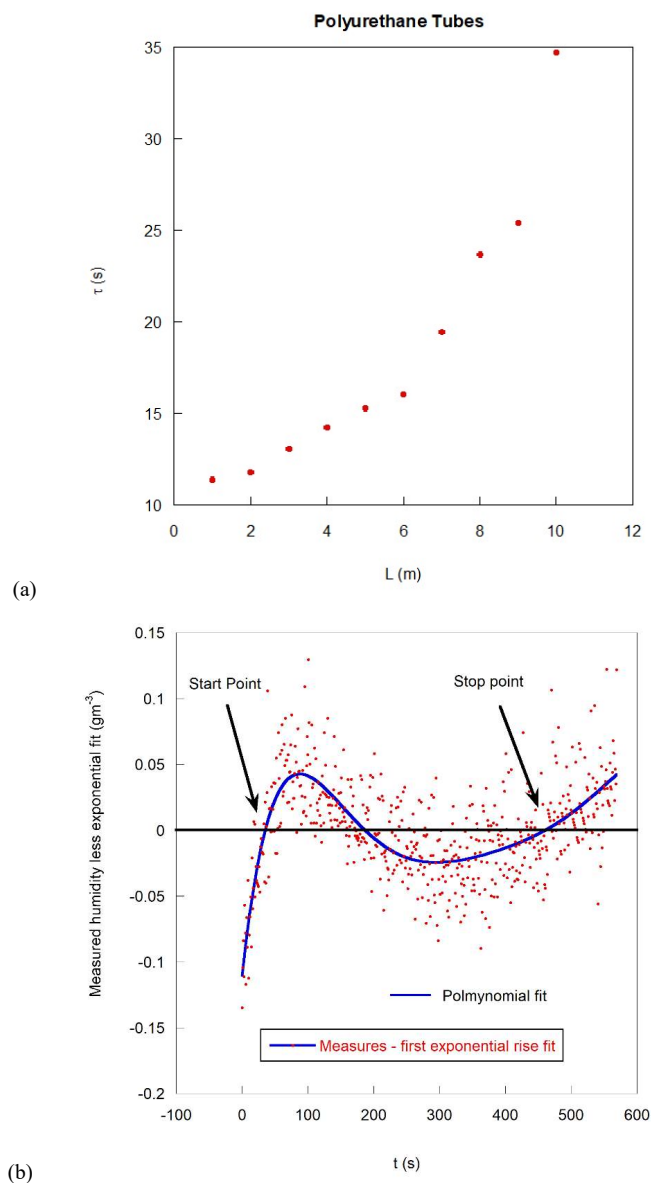 Polyurethane Tubes
35
30
25
20
15
10
τ (s)
0 2 4 6 8 10 12
L (m)
(a)
0.15
0.1
0.05
0
-0.05
-0.1
-0.15
-0.2
Measured humidity less exponential fit (gm-3)
Start Point
Stop point
Polmynomial fit
Measures - first exponential rise fit
-100 0 100 200 300 400 500 600
t (s)
(b)